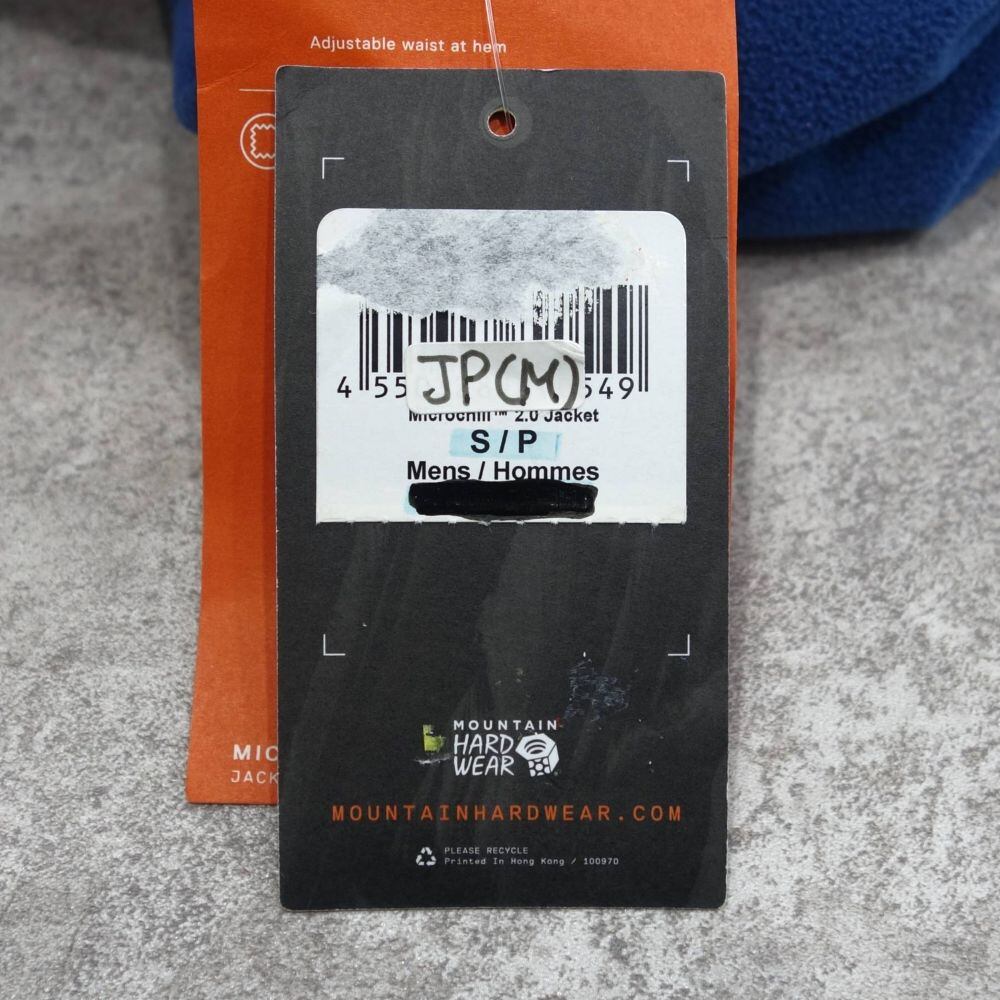 Adjustable waist at hem
4 55 549
JP(M)
Microchill™ 2.0 Jacket
S / P
Mens / Hommes
MOUNTAIN
HARD
WEAR
MIC
JACK
MOUNTAINHARDWEAR.COM
PLEASE RECYCLE
Printed In Hong Kong / 100970